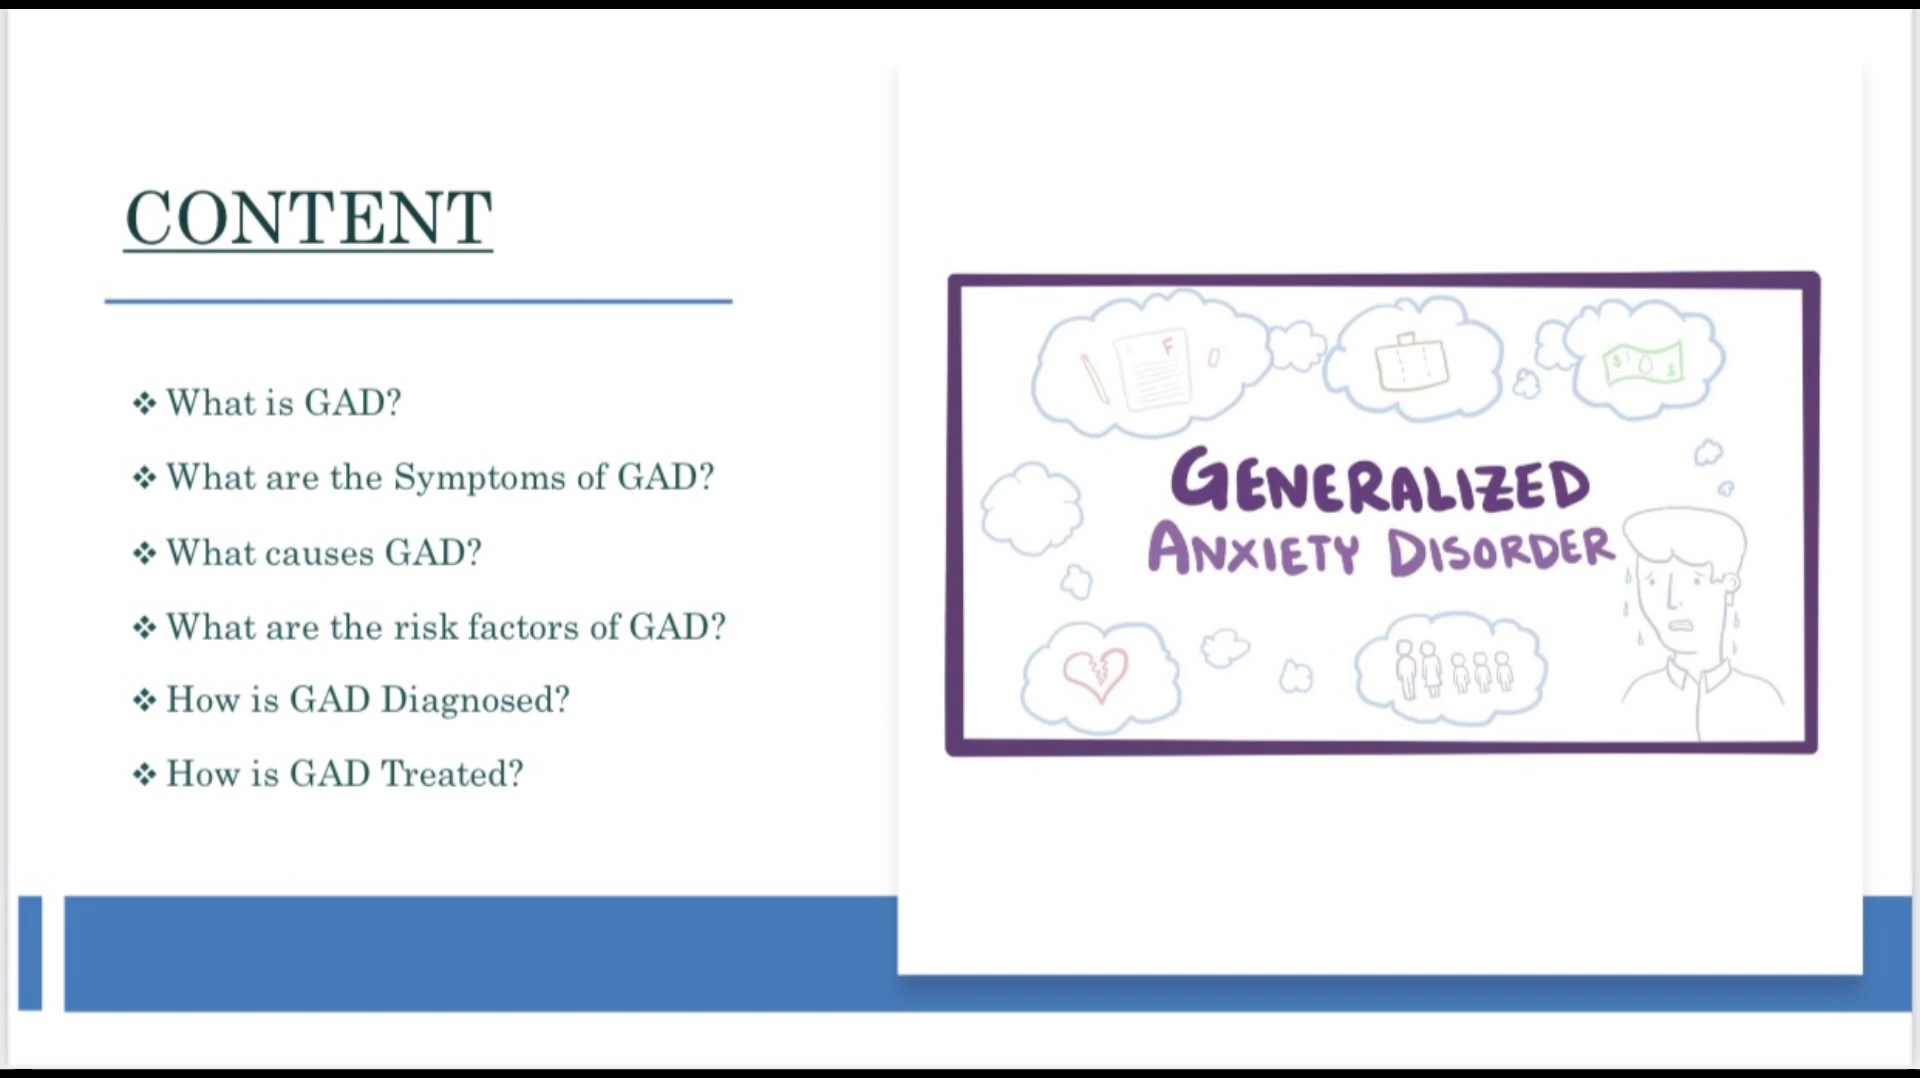 CONTENT
❖ What is GAD?
❖ What are the Symptoms of GAD?
❖ What causes GAD?
❖ What are the risk factors of GAD?
❖ How is GAD Diagnosed?
❖ How is GAD Treated?
F
$ 0 $
GENERALIZED
ANXIETY DISORDER